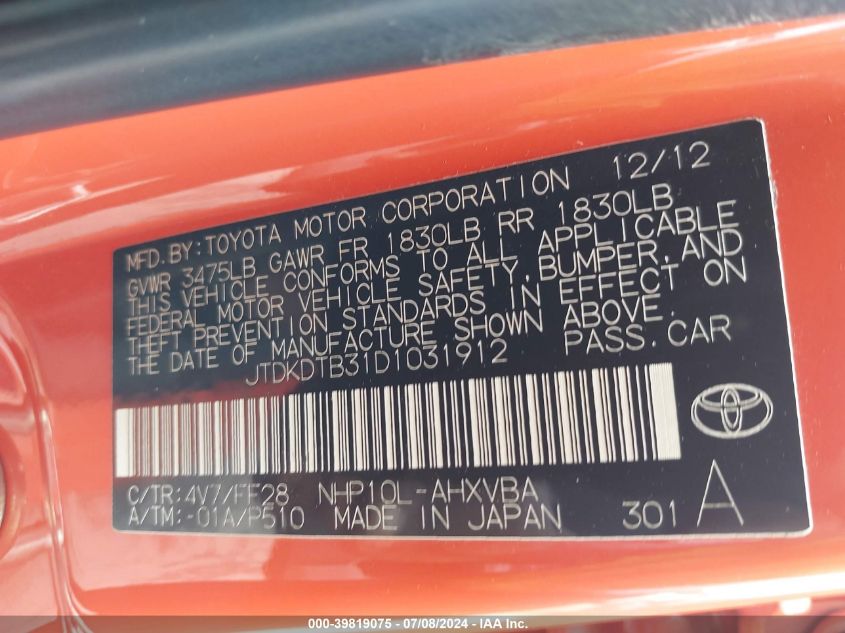 MFD.BY:TOYOTA MOTOR CORPORATION 12/12
GVWR 3475LB GAWR FR 1830LB RR 1830LB
THIS VEHICLE CONFORMS TO ALL APPLICABLE
FEDERAL MOTOR VEHICLE SAFETY,BUMPER,AND
THEFT PREVENTION STANDARDS IN EFFECT ON
THE DATE OF MANUFACTURE SHOWN ABOVE.
JTDKDTB31D1031912 PASS.CAR
C/TR:4V7/FF28 NHP10L-AHXVBA
A/TM:-01A/P510 MADE IN JAPAN 301 A
000-39819075 - 07/08/2024 - IAA Inc.